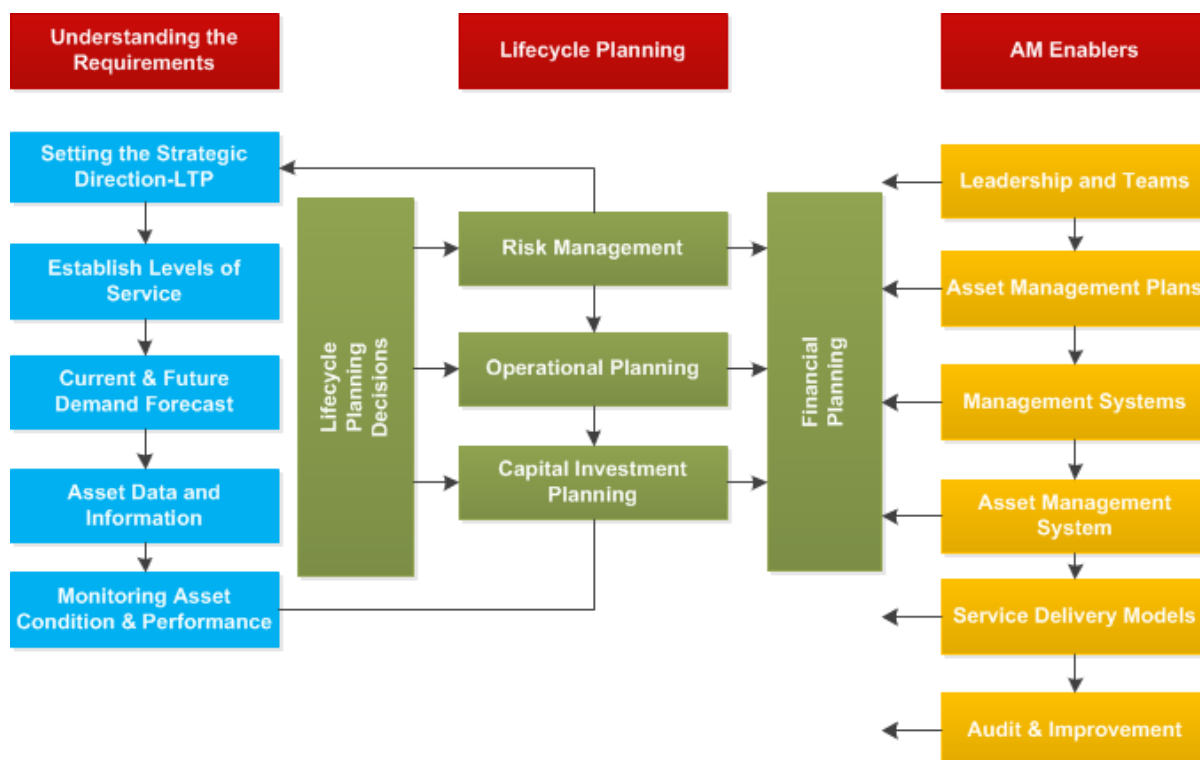 Understanding the
Requirements
Lifecycle Planning
AM Enablers
Setting the Strategic
Direction-LTP
Establish Levels of
Service
Current & Future
Demand Forecast
Asset Data and
Information
Monitoring Asset
Condition & Performance
Lifecycle
Planning
Decisions
Risk Management
Operational Planning
Capital Investment
Planning
Financial
Planning
Leadership and Teams
Asset Management Plans
Management Systems
Asset Management
System
Service Delivery Models
Audit & Improvement